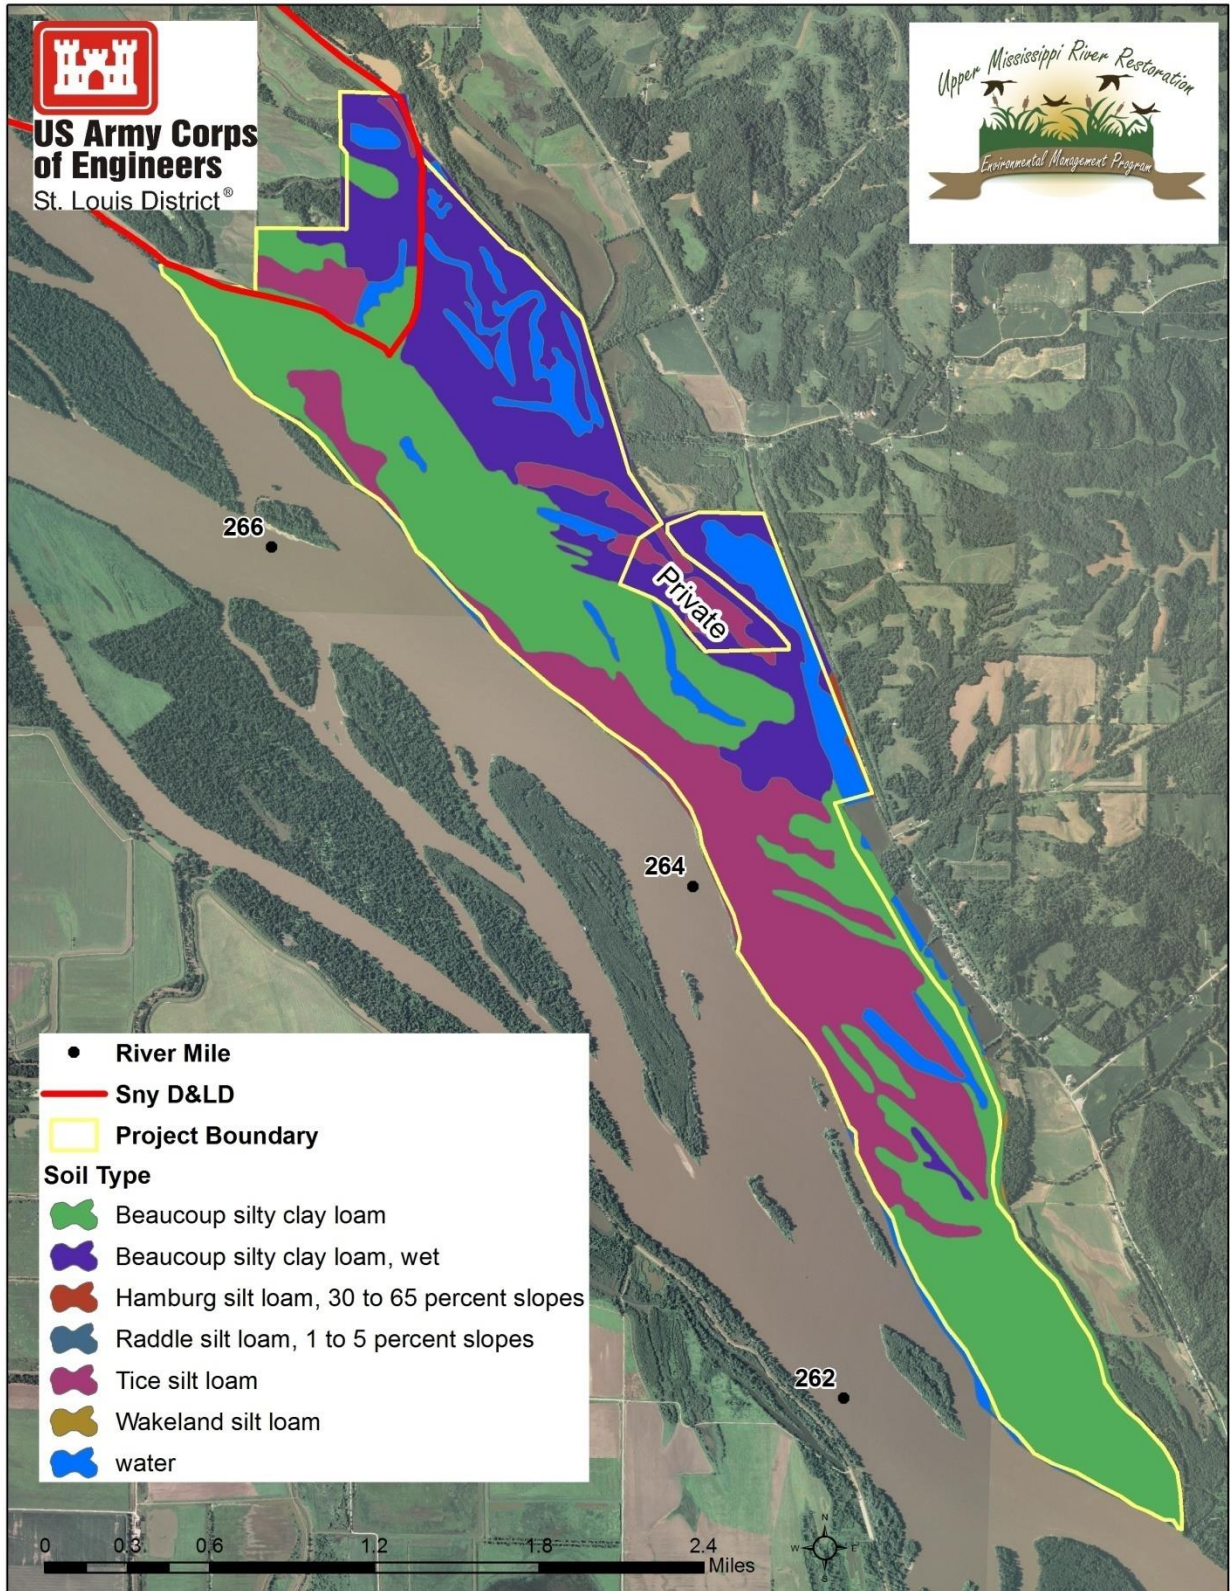 US Army Corps
of Engineers
St. Louis District®
Upper Mississippi River Restoration
Environmental Management Program
266
Private
264
262
River Mile
Sny D&LD
Project Boundary
Soil Type
Beaucoup silty clay loam
Beaucoup silty clay loam, wet
Hamburg silt loam, 30 to 65 percent slopes
Raddle silt loam, 1 to 5 percent slopes
Tice silt loam
Wakeland silt loam
water
0 0.3 0.6 1.2 1.8 2.4
Miles
N
W E
S